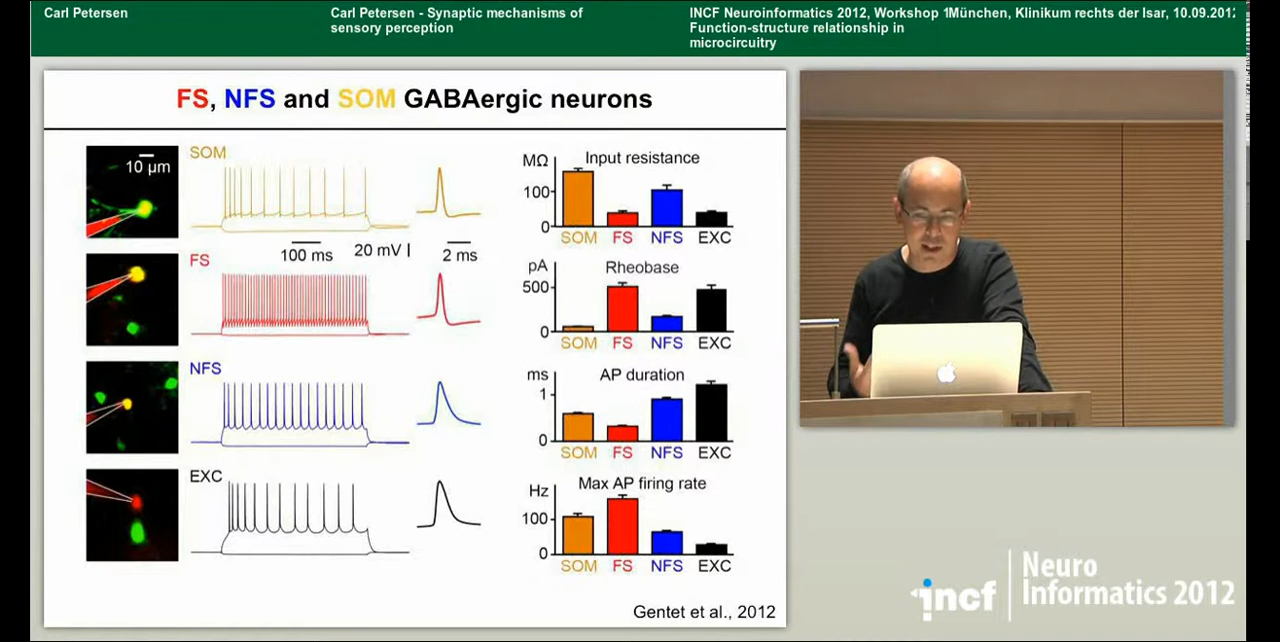 Carl Petersen
Carl Petersen - Synaptic mechanisms of
sensory perception
INCF Neuroinformatics 2012, Workshop 1
Function-structure relationship in
microcircuitry
München, Klinikum rechts der Isar, 10.09.2012
FS, NFS and SOM GABAergic neurons
10 µm
SOM
100 ms
20 mV
2 ms
FS
NFS
EXC
MΩ
Input resistance
100
0
SOM FS NFS EXC
pA
Rheobase
500
0
SOM FS NFS EXC
ms
AP duration
1
0
SOM FS NFS EXC
Hz
Max AP firing rate
100
0
SOM FS NFS EXC
Gentet et al., 2012
incf
Neuro
Informatics 2012